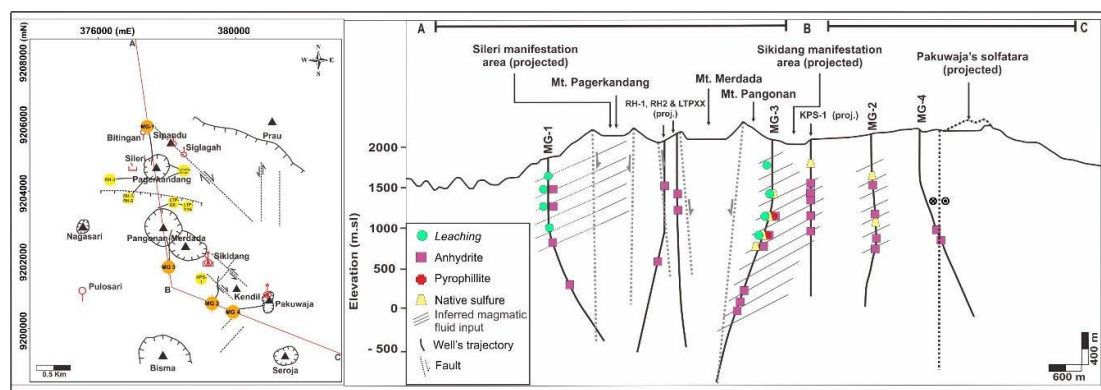 376000 (mE)
380000
A
N
W
E
S
9208000 (mN)
9206000
9204000
9202000
9200000
MG-1
Bitingan
Sipandu
Siglagah
Prau
Sileri
Pagerkandang
Nagasari
Pangonan-Merdada
Sikidang
MG 3
Pulosari
B
Kendil
Pakuwaja
MG 2
MG 4
Bisma
Seroja
C
0.5 Km
A
B
C
Sileri manifestation
area (projected)
Mt. Pagerkandang
RH-1, RH2 & LTPXX
(proj.)
Mt. Merdada
Mt. Pangonan
Sikidang manifestation
area (projected)
KPS-1 (proj.)
Pakuwaja's solfatara
(projected)
MG-1
MG-3
MG-2
MG-4
Elevation (m.sl)
2000
1500
1000
500
0
- 500
Leaching
Anhydrite
Pyrophillite
Native sulfure
Inferred magmatic
fluid input
Well's trajectory
Fault
400 m
600 m